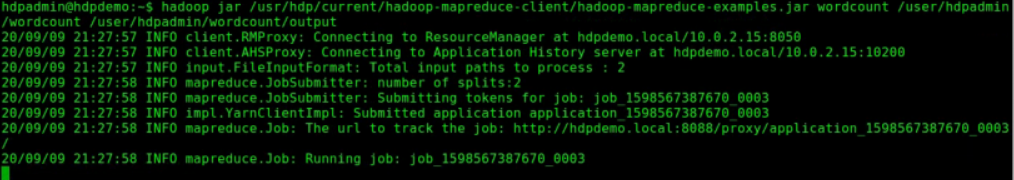 hdpadmin@hdpdemo:~$ hadoop jar /usr/hdp/current/hadoop-mapreduce-client/hadoop-mapreduce-examples.jar wordcount /user/hdpadmin
/wordcount /user/hdpadmin/wordcount/output
20/09/09 21:27:57 INFO client.RMProxy: Connecting to ResourceManager at hdpdemo.local/10.0.2.15:8050
20/09/09 21:27:57 INFO client.AHSProxy: Connecting to Application History server at hdpdemo.local/10.0.2.15:10200
20/09/09 21:27:57 INFO input.FileInputFormat: Total input paths to process : 2
20/09/09 21:27:58 INFO mapreduce.JobSubmitter: number of splits:2
20/09/09 21:27:58 INFO mapreduce.JobSubmitter: Submitting tokens for job: job_1598567387670_0003
20/09/09 21:27:58 INFO impl.YarnClientImpl: Submitted application application_1598567387670_0003
20/09/09 21:27:58 INFO mapreduce.Job: The url to track the job: http://hdpdemo.local:8088/proxy/application_1598567387670_0003
/
20/09/09 21:27:58 INFO mapreduce.Job: Running job: job_1598567387670_0003